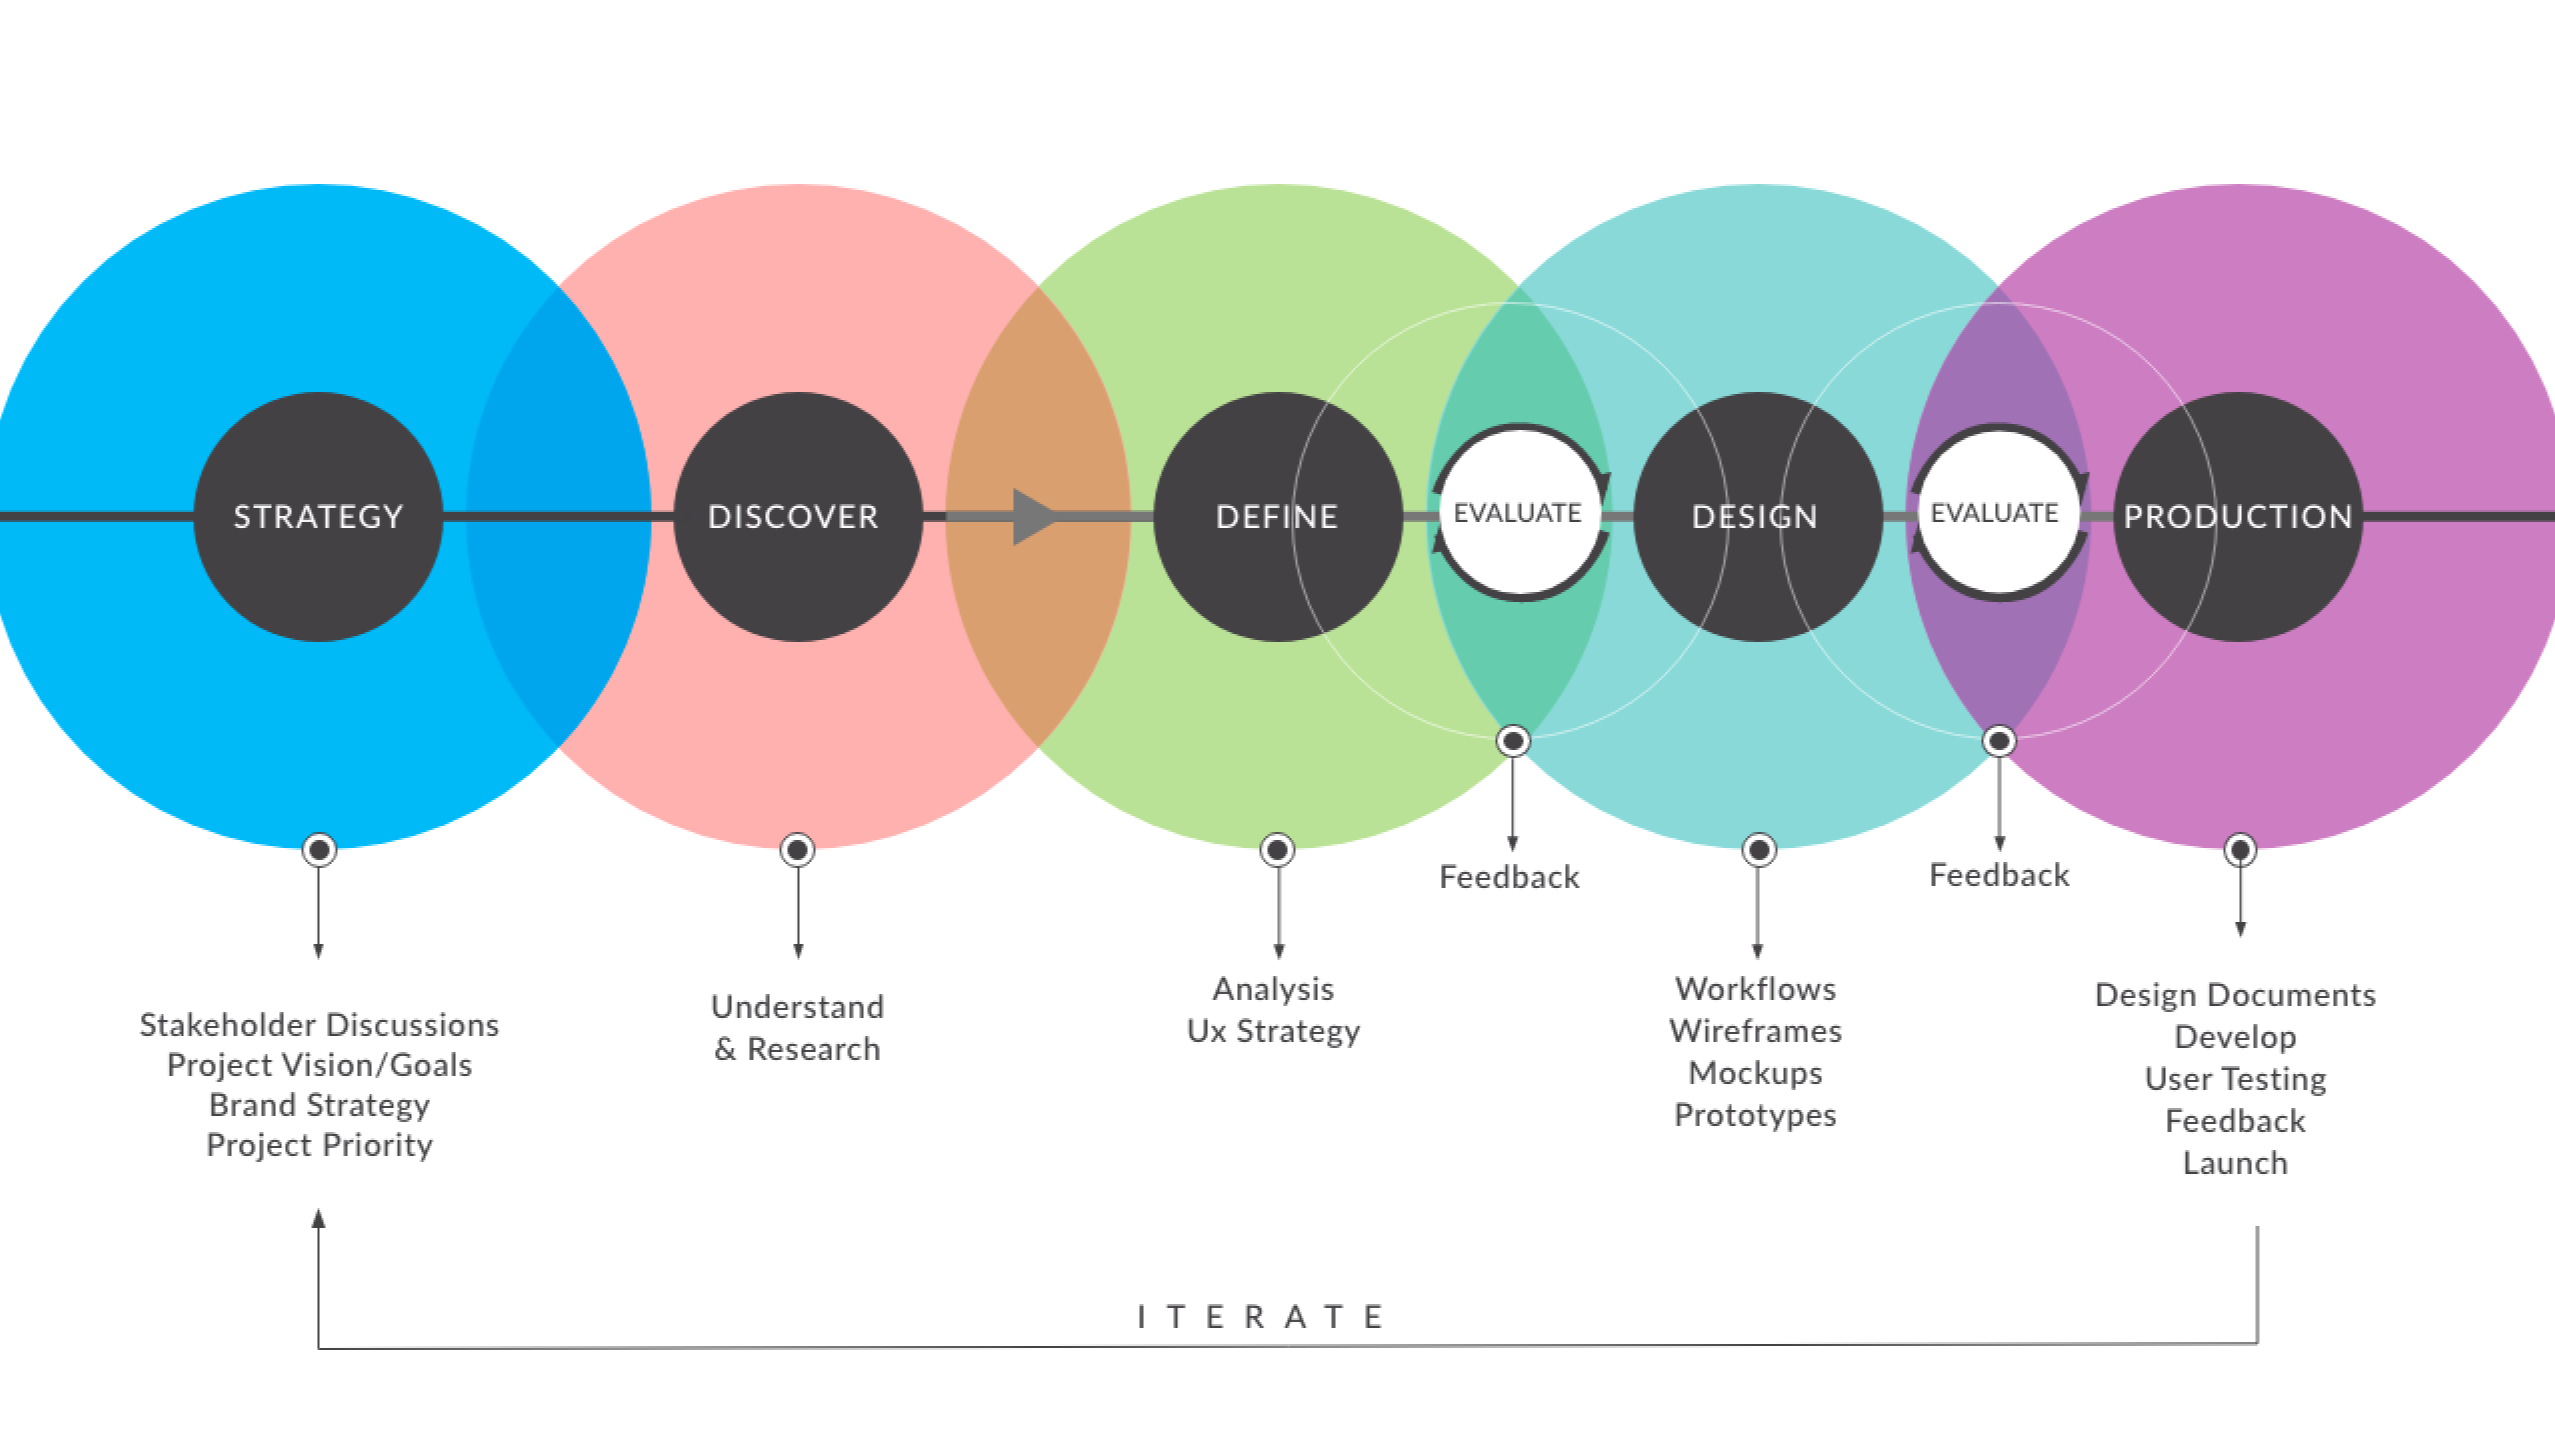 STRATEGY
DISCOVER
DEFINE
EVALUATE
DESIGN
EVALUATE
PRODUCTION
Feedback
Feedback
Stakeholder Discussions
Project Vision/Goals
Brand Strategy
Project Priority
Understand
& Research
Analysis
Ux Strategy
Workflows
Wireframes
Mockups
Prototypes
Design Documents
Develop
User Testing
Feedback
Launch
ITERATE